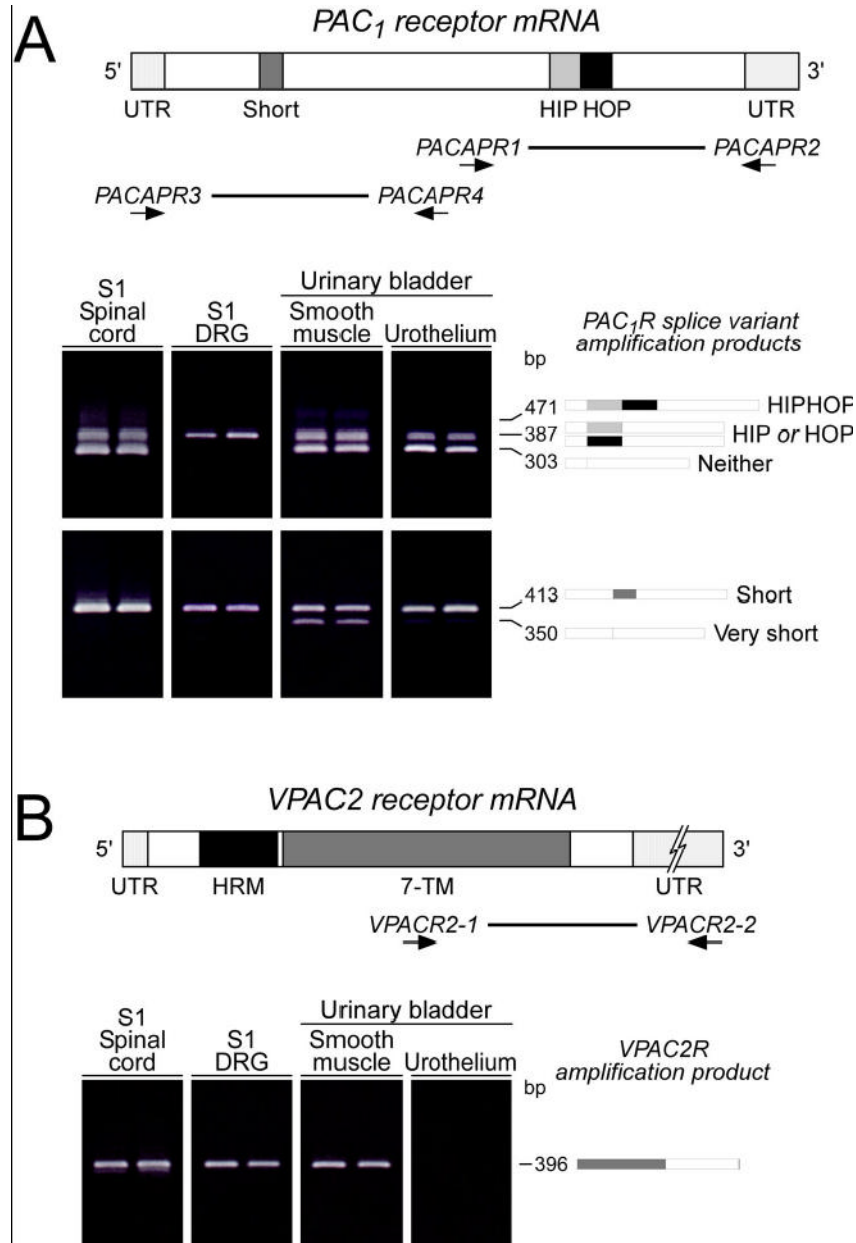 A
PAC1 receptor mRNA
5' 3'
UTR Short HIP HOP UTR
PACAPR1 PACAPR2
PACAPR3 PACAPR4
Urinary bladder
S1 Spinal cord
S1 DRG
Smooth muscle
Urothelium
bp
PAC1R splice variant
amplification products
471 HIPHOP
387 HIP or HOP
303 Neither
413 Short
350 Very short
B
VPAC2 receptor mRNA
5' 3'
UTR HRM 7-TM UTR
VPACR2-1 VPACR2-2
Urinary bladder
S1 Spinal cord
S1 DRG
Smooth muscle
Urothelium
bp
VPAC2R
amplification product
396